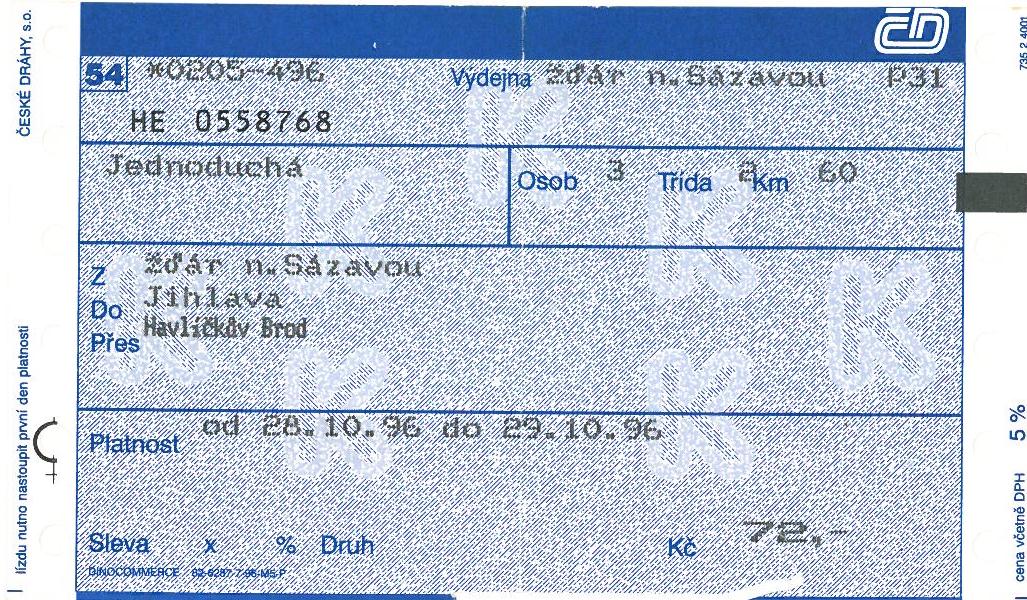 ČD
54 *0205-496 Výdejna Žďár n.Sázavou P31
HE 0558768
Jednoduchá Osob 3 Třída 2 Km 60
Z Žďár n.Sázavou
Do Jihlava
Přes Havlíčkův Brod
Platnost od 28.10.96 do 29.10.96
Sleva x % Druh Kč 72,-
DINOCOMMERCE
ČESKÉ DRÁHY, s.o.
Jízdu nutno nastoupit první den platnosti
735 2 4001
cena včetně DPH 5 %
K
K
K
K
K
K
K